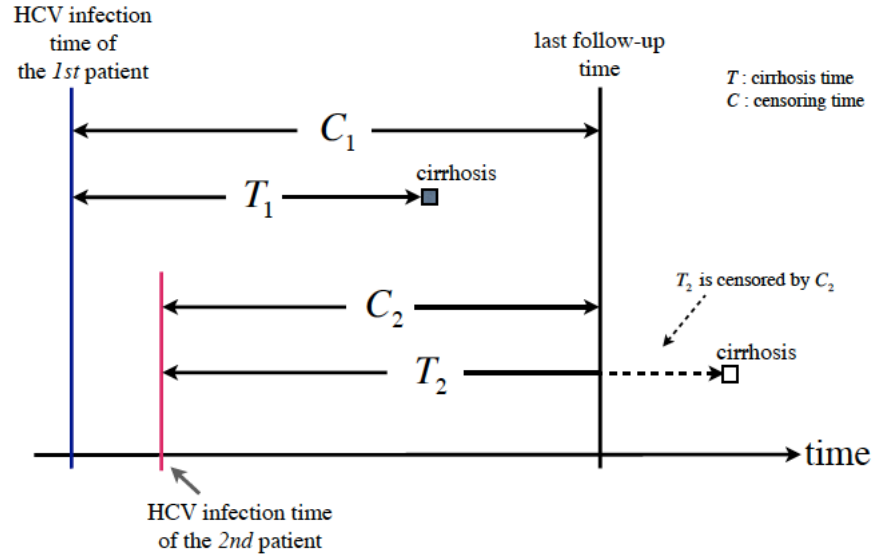 HCV infection
time of
the 1st patient
last follow-up
time
T : cirrhosis time
C : censoring time
C1
cirrhosis
T1
T2 is censored by C2
C2
cirrhosis
T2
time
HCV infection time
of the 2nd patient